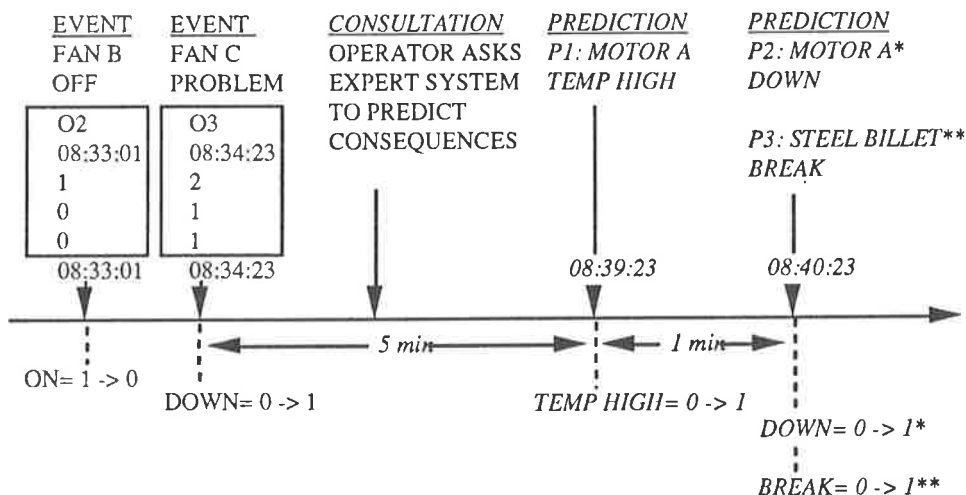 EVENT
FAN B
OFF
O2
08:33:01
1
0
0
08:33:01
EVENT
FAN C
PROBLEM
O3
08:34:23
2
1
1
08:34:23
CONSULTATION
OPERATOR ASKS
EXPERT SYSTEM
TO PREDICT
CONSEQUENCES
PREDICTION
P1: MOTOR A
TEMP HIGH
08:39:23
PREDICTION
P2: MOTOR A*
DOWN
P3: STEEL BILLET**
BREAK
08:40:23
5 min
1 min
ON= 1 -> 0
DOWN= 0 -> 1
TEMP HIGH= 0 -> 1
DOWN= 0 -> 1*
BREAK= 0 -> 1**